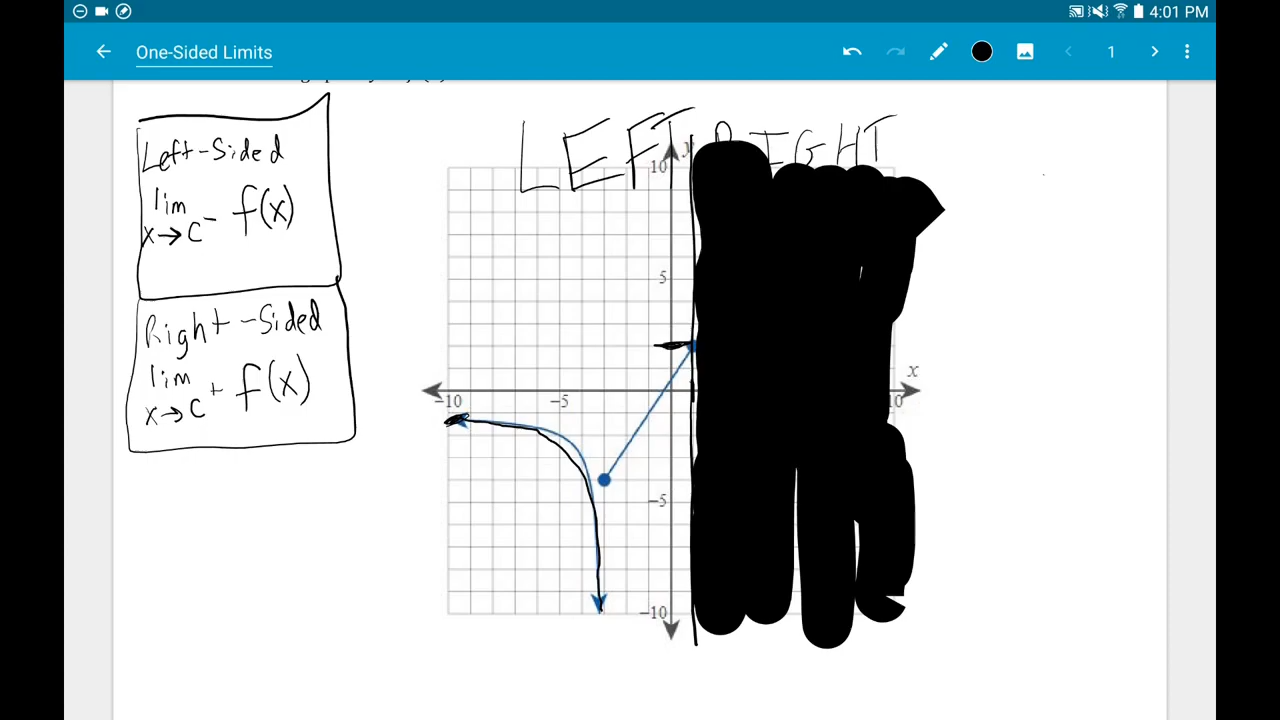 4:01 PM
One-Sided Limits
1
Left-Sided
lim
x→c⁻ f(x)
Right-Sided
lim
x→c⁺ f(x)
LEFT RIGHT
10 y
5
x
-10 -5 10
-5
-10